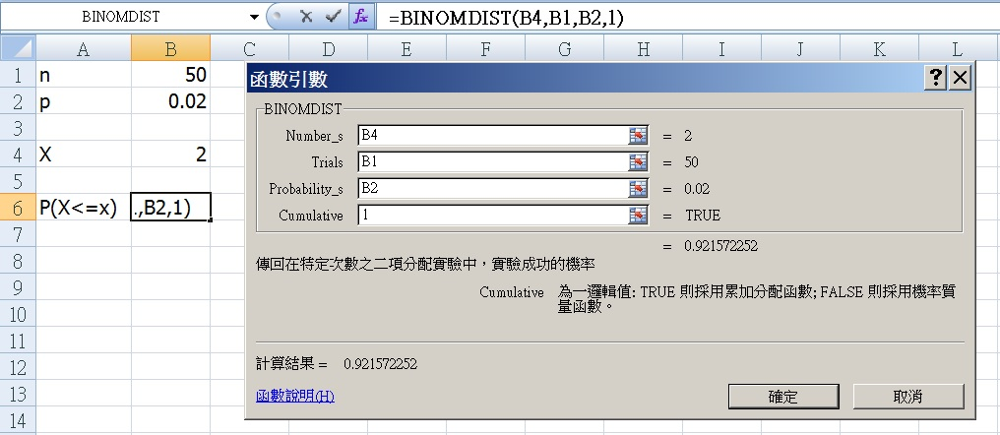 BINOMDIST =BINOMDIST(B4,B1,B2,1)
A B C D E F G H I J K L
1 n 50
2 p 0.02
3
4 X 2
5
6 P(X<=x) .,B2,1)
7
8
9
10
11
12
13
14
函數引數
BINOMDIST
Number_s B4 = 2
Trials B1 = 50
Probability_s B2 = 0.02
Cumulative 1 = TRUE
= 0.921572252
傳回在特定次數之二項分配實驗中，實驗成功的機率
Cumulative 為一邏輯值: TRUE 則採用累加分配函數; FALSE 則採用機率質
量函數。
計算結果 = 0.921572252
函數說明(H)
確定 取消